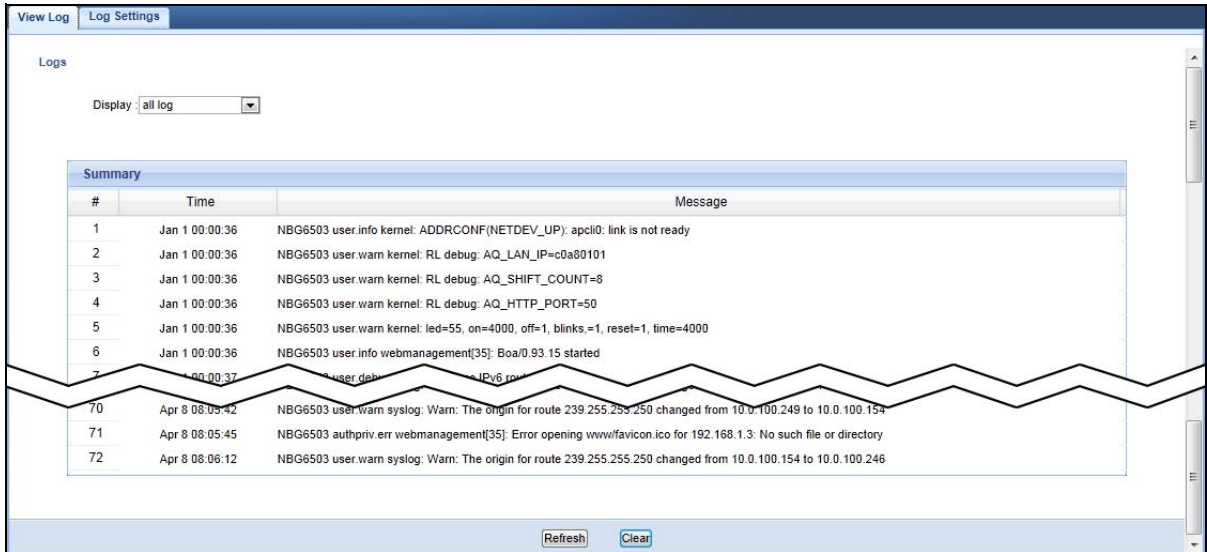 View Log Log Settings
Logs
Display : all log
Summary
# Time Message
1 Jan 1 00:00:36 NBG6503 user.info kernel: ADDRCONF(NETDEV_UP): apcli0: link is not ready
2 Jan 1 00:00:36 NBG6503 user.warn kernel: RL debug: AQ_LAN_IP=c0a80101
3 Jan 1 00:00:36 NBG6503 user.warn kernel: RL debug: AQ_SHIFT_COUNT=8
4 Jan 1 00:00:36 NBG6503 user.warn kernel: RL debug: AQ_HTTP_PORT=50
5 Jan 1 00:00:36 NBG6503 user.warn kernel: led=55, on=4000, off=1, blinks,=1, reset=1, time=4000
6 Jan 1 00:00:36 NBG6503 user.info webmanagement[35]: Boa/0.93.15 started
7 00:00:37 IPv6
70 Apr 8 08:05:42 NBG6503 user.warn syslog: Warn: The origin for route 239.255.255.250 changed from 10.0.100.249 to 10.0.100.154
71 Apr 8 08:05:45 NBG6503 authpriv.err webmanagement[35]: Error opening www/favicon.ico for 192.168.1.3: No such file or directory
72 Apr 8 08:06:12 NBG6503 user.warn syslog: Warn: The origin for route 239.255.255.250 changed from 10.0.100.154 to 10.0.100.246
Refresh Clear